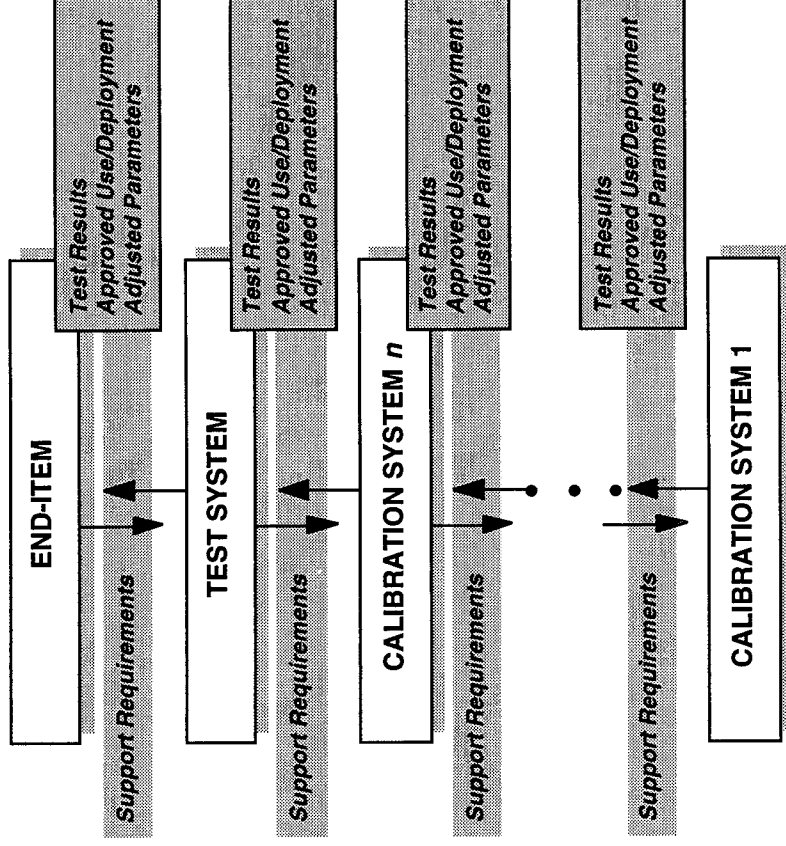 END-ITEM
Support Requirements
Test Results
Approved Use/Deployment
Adjusted Parameters
TEST SYSTEM
Support Requirements
Test Results
Approved Use/Deployment
Adjusted Parameters
CALIBRATION SYSTEM n
Support Requirements
Test Results
Approved Use/Deployment
Adjusted Parameters
Support Requirements
Test Results
Approved Use/Deployment
Adjusted Parameters
CALIBRATION SYSTEM 1